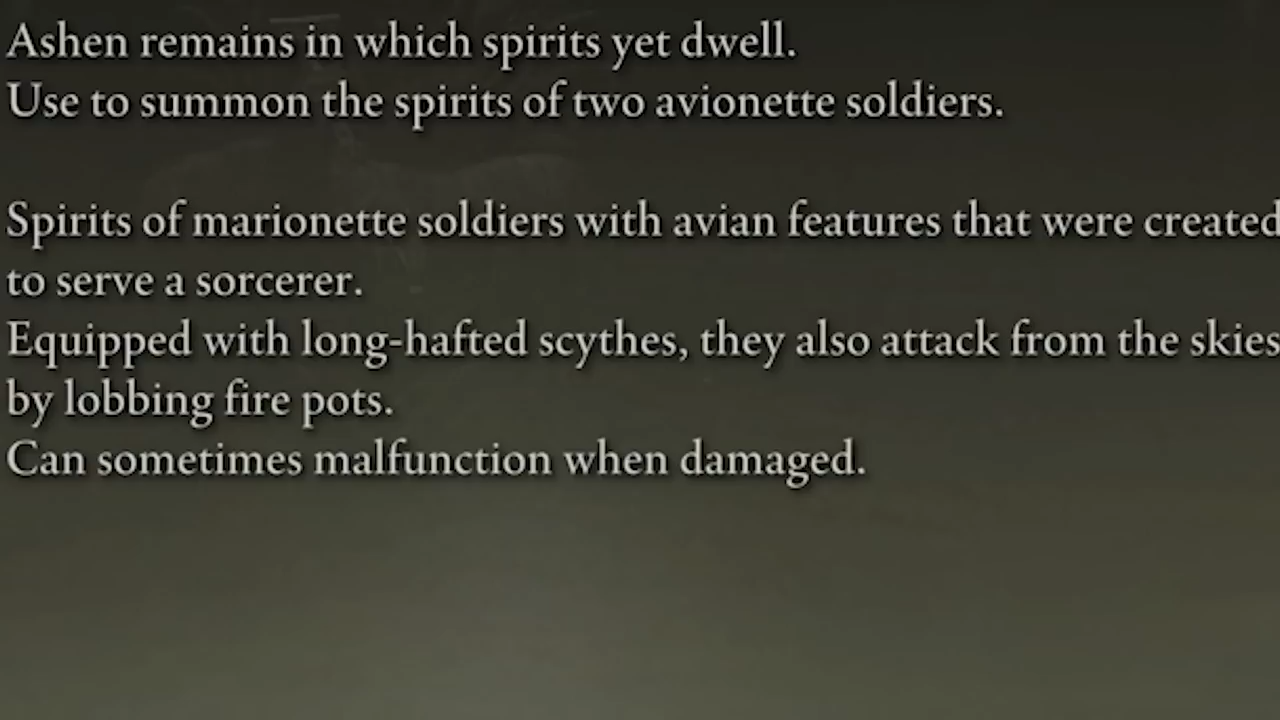 Ashen remains in which spirits yet dwell.
Use to summon the spirits of two avionette soldiers.
Spirits of marionette soldiers with avian features that were created
to serve a sorcerer.
Equipped with long-hafted scythes, they also attack from the skies
by lobbing fire pots.
Can sometimes malfunction when damaged.